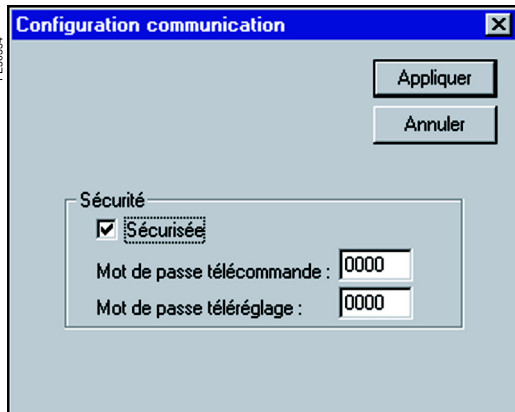 Configuration communication
Appliquer
Annuler
Sécurité
Sécurisée
Mot de passe télécommande : 0000
Mot de passe téléréglage : 0000